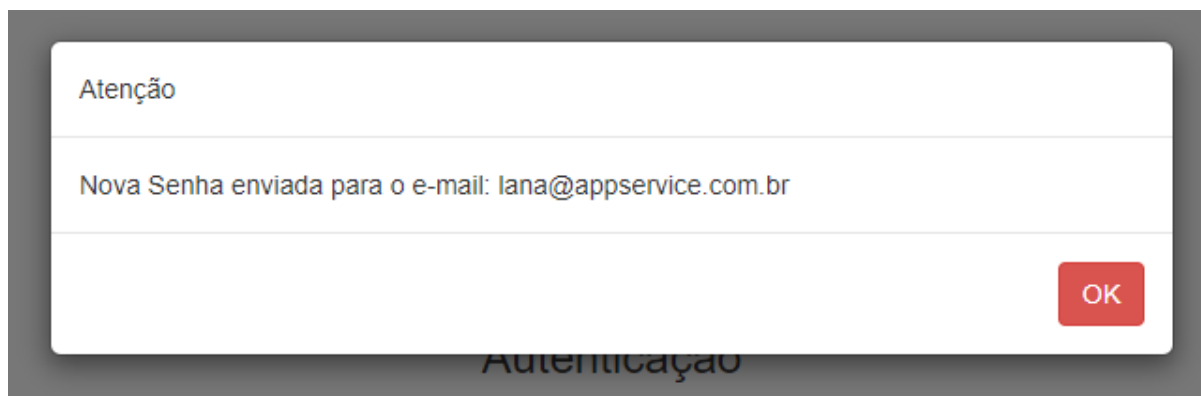 Atenção
Nova Senha enviada para o e-mail: lana@appservice.com.br
OK
Autenticação